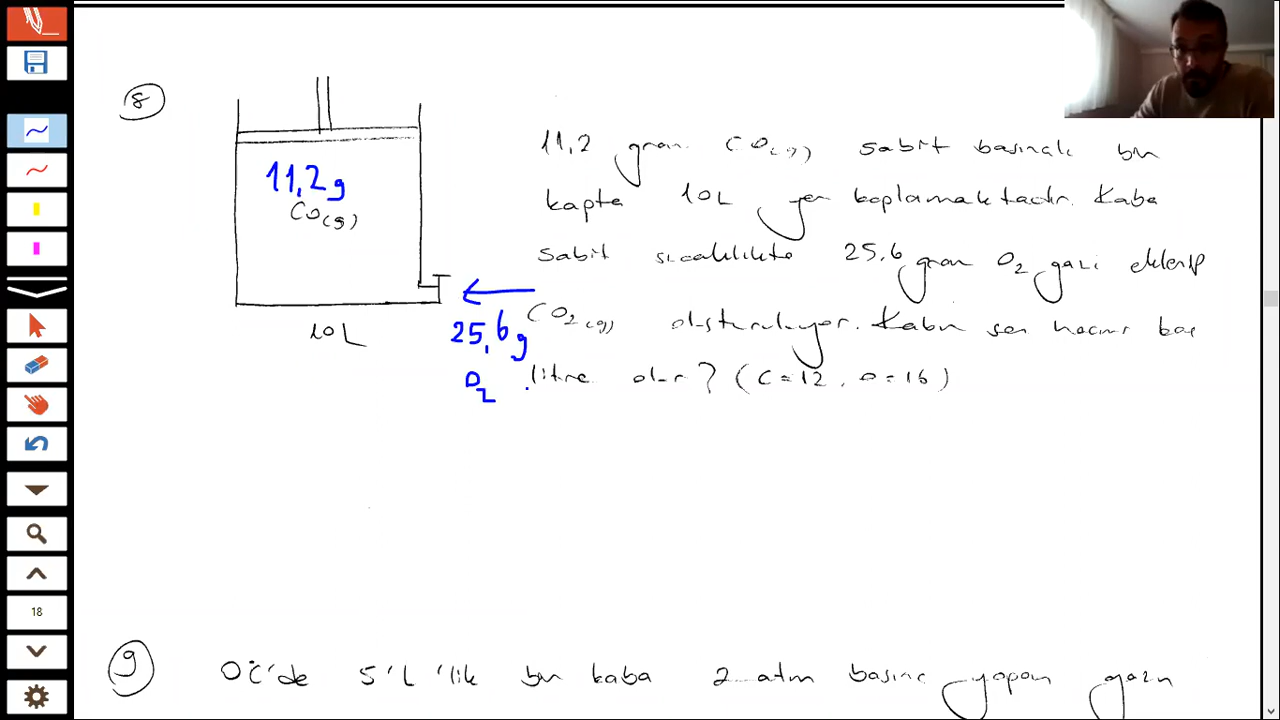 8
11,2 gram CO(g) sabit basınçlı bir
11,2g
CO(g)
kapta 10L yer kaplamaktadır. Kaba
sabit sıcaklıkta 25,6 gram O2 gazı eklenip
CO2(g) oluşturuluyor. Kabın son hacmi kaç
25,6g
10L
O2
litre olur? (C=12, O=16)
18
9
0°C'de 5'L'lik bir kaba 2 atm basınç yapan gazın